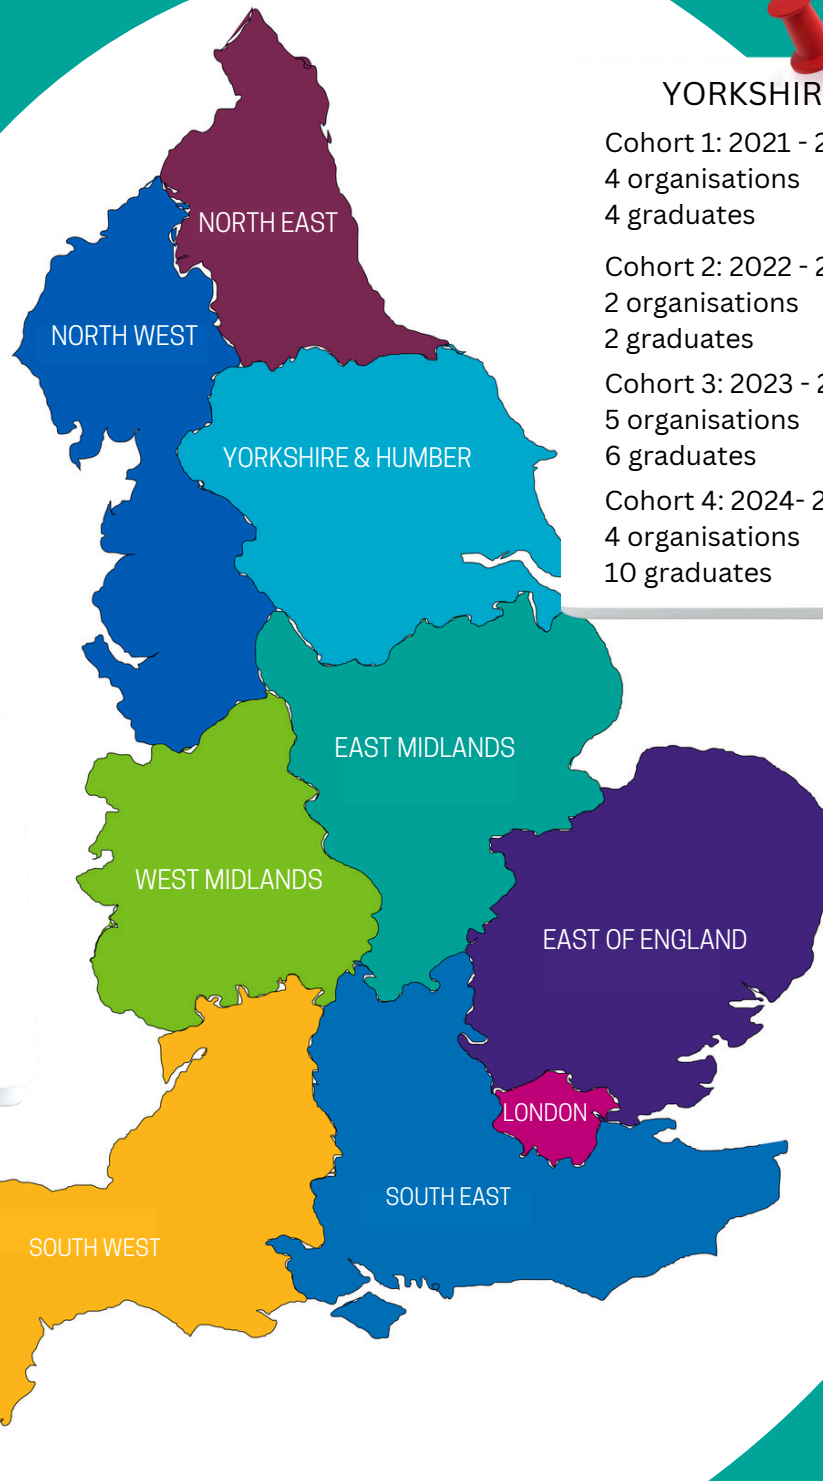 YORKSHIR
Cohort 1: 2021 - 2
4 organisations
4 graduates
Cohort 2: 2022 - 2
2 organisations
2 graduates
Cohort 3: 2023 - 2
5 organisations
6 graduates
Cohort 4: 2024- 2
4 organisations
10 graduates
NORTH EAST
NORTH WEST
YORKSHIRE & HUMBER
EAST MIDLANDS
WEST MIDLANDS
EAST OF ENGLAND
LONDON
SOUTH EAST
SOUTH WEST